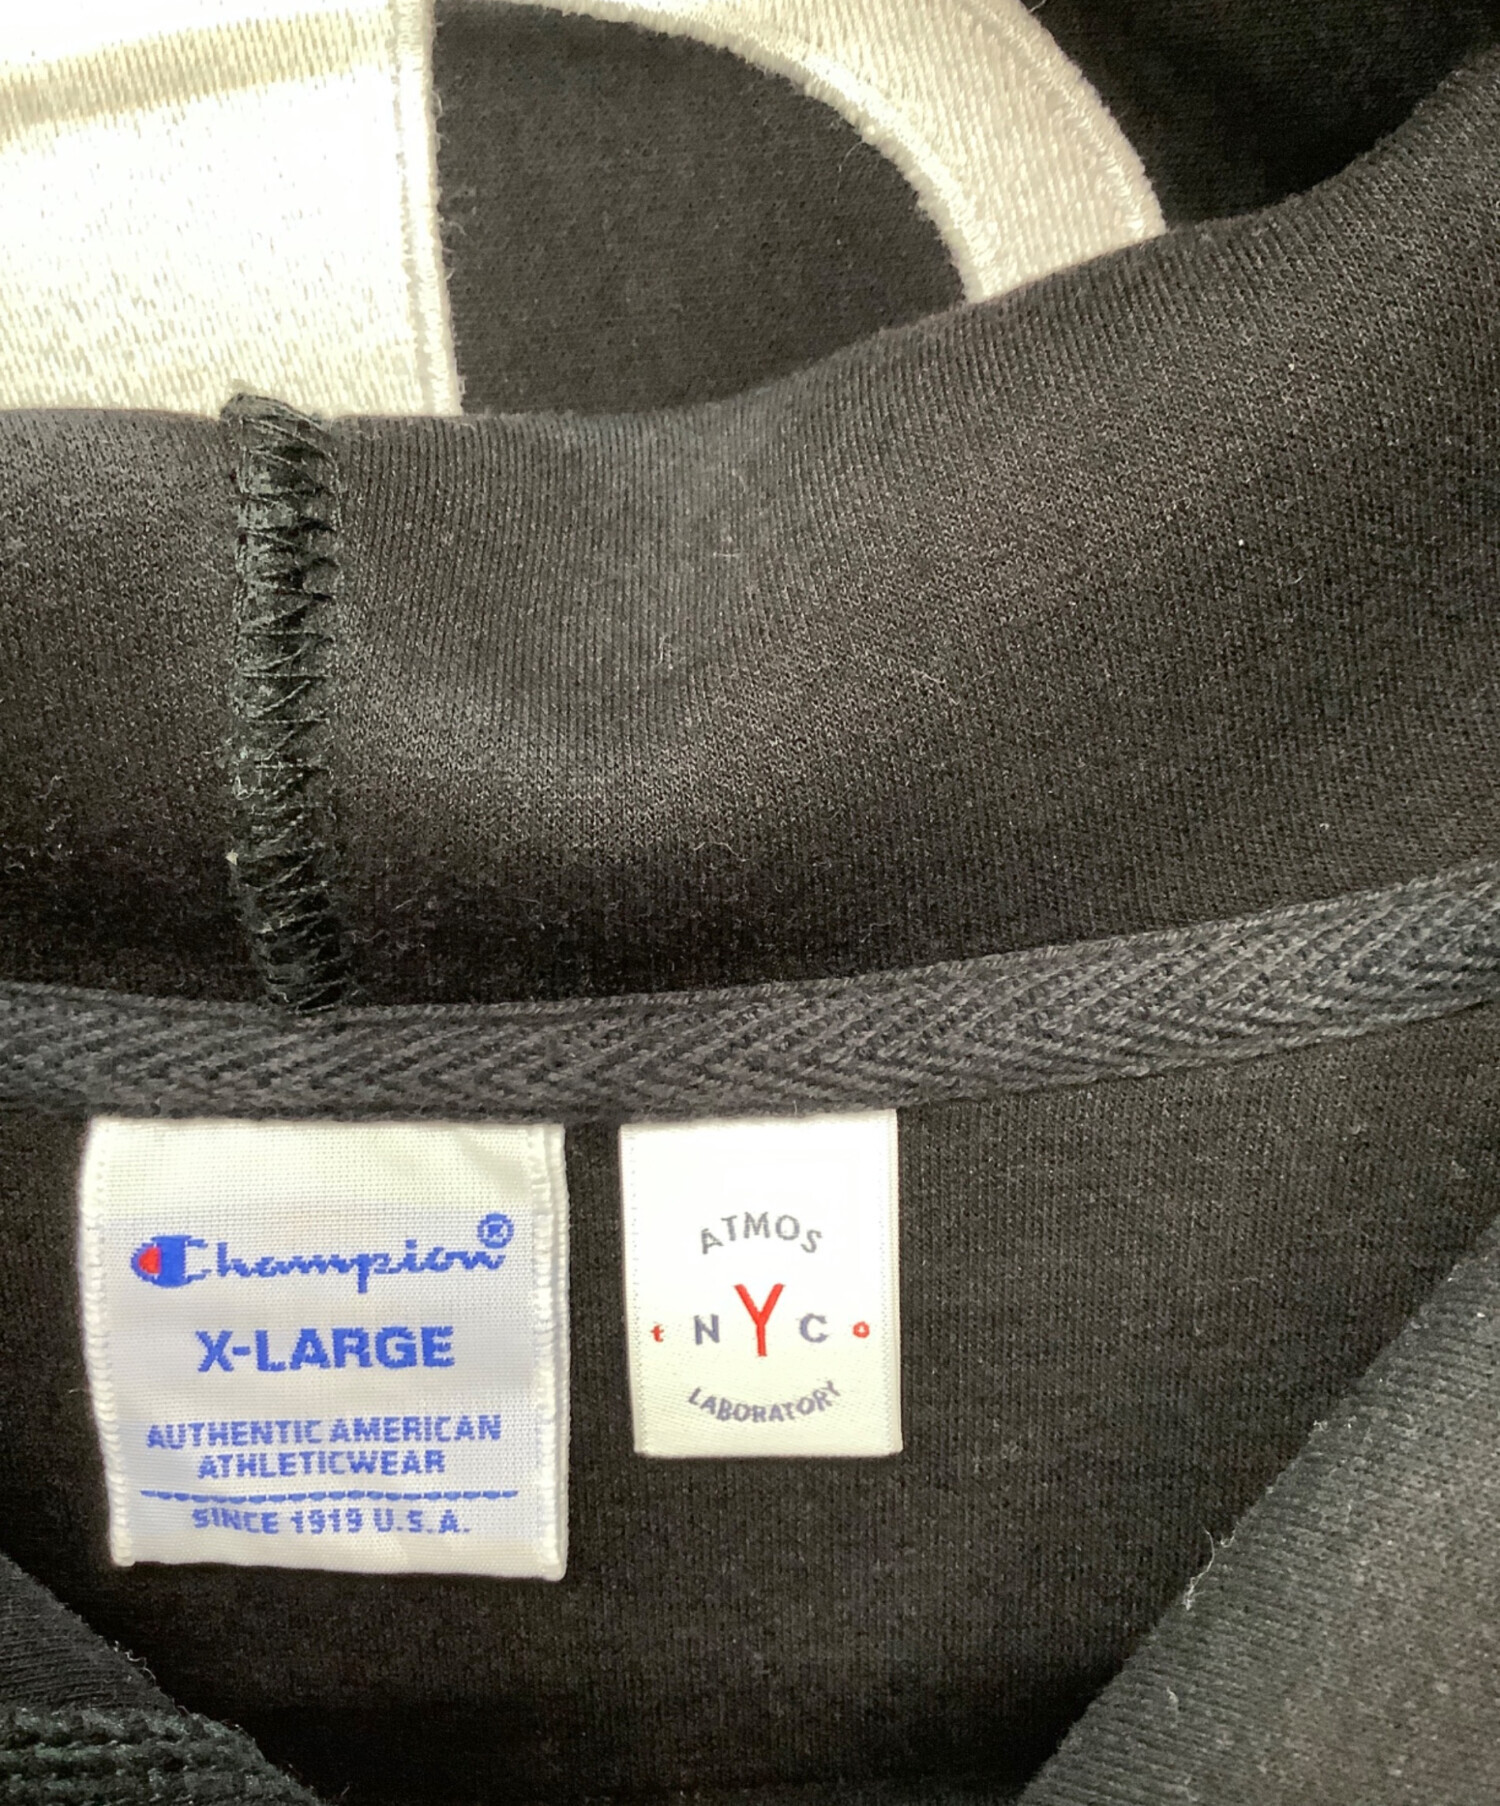 Champion®
X-LARGE
AUTHENTIC AMERICAN
ATHLETICWEAR
SINCE 1919 U.S.A.
ATMOS
t N Y C o
LABORATORY